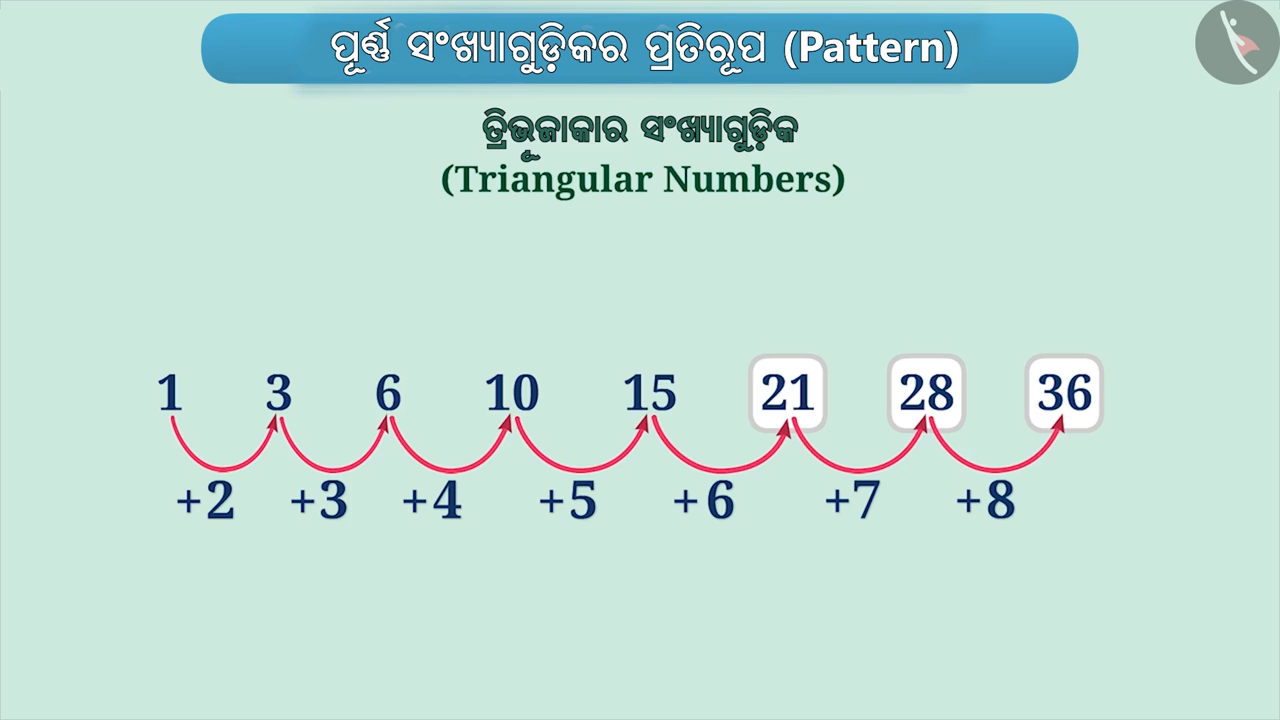 ପୂର୍ଣ୍ଣ ସଂଖ୍ୟାଗୁଡ଼ିକର ପ୍ରତିରୂପ (Pattern)
ତ୍ରିଭୂଜାକାର ସଂଖ୍ୟାଗୁଡ଼ିକ
(Triangular Numbers)
1 3 6 10 15 21 28 36
+2 +3 +4 +5 +6 +7 +8